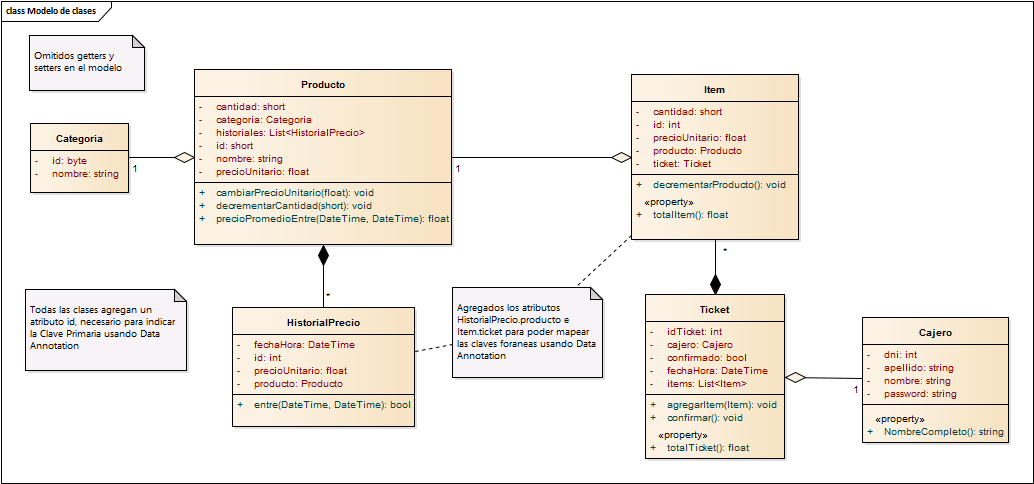 class Modelo de clases
Omitidos getters y
setters en el modelo
Categoria
- id: byte
- nombre: string
1
Producto
- cantidad: short
- categoria: Categoria
- historiales: List<HistorialPrecio>
- id: short
- nombre: string
- precioUnitario: float
+ cambiarPrecioUnitario(float): void
+ decrementarCantidad(short): void
+ precioPromedioEntre(DateTime, DateTime): float
1
Item
- cantidad: short
- id: int
- precioUnitario: float
- producto: Producto
- ticket: Ticket
+ decrementarProducto(): void
«property»
+ totalItem(): float
*
*
Todas las clases agregan un
atributo id, necesario para indicar
la Clave Primaria usando Data
Annotation
HistorialPrecio
- fechaHora: DateTime
- id: int
- precioUnitario: float
- producto: Producto
+ entre(DateTime, DateTime): bool
Agregados los atributos
HistorialPrecio.producto e
Item.ticket para poder mapear
las claves foraneas usando Data
Annotation
Ticket
- idTicket: int
- cajero: Cajero
- confirmado: bool
- fechaHora: DateTime
- items: List<Item>
+ agregarItem(Item): void
+ confirmar(): void
«property»
+ totalTicket(): float
1
Cajero
- dni: int
- apellido: string
- nombre: string
- password: string
«property»
+ NombreCompleto(): string